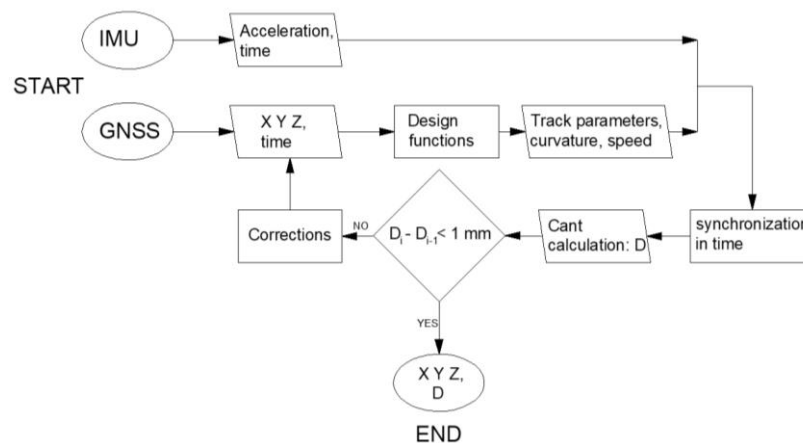 IMU
Acceleration,
time
START
GNSS
X Y Z,
time
Design
functions
Track parameters,
curvature, speed
Corrections
NO
Dᵢ - Dᵢ₋₁ < 1 mm
Cant
calculation: D
synchronization
in time
YES
X Y Z,
D
END